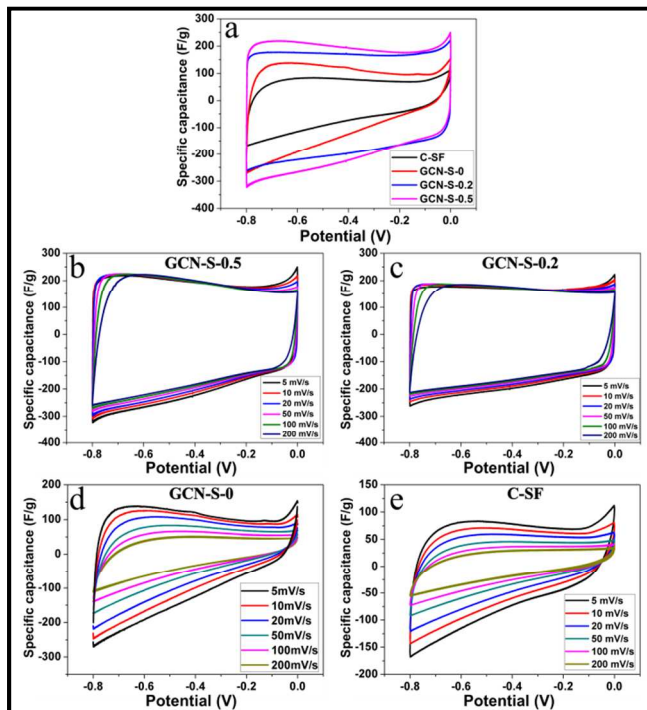 a
Specific capacitance (F/g)
300
200
100
0
-100
-200
-300
-400
C-SF
GCN-S-0
GCN-S-0.2
GCN-S-0.5
-0.8 -0.6 -0.4 -0.2 0.0
Potential (V)
b GCN-S-0.5
Specific capacitance (F/g)
300
200
100
0
-100
-200
-300
-400
5 mV/s
10 mV/s
20 mV/s
50 mV/s
100 mV/s
200 mV/s
-0.8 -0.6 -0.4 -0.2 0.0
Potential (V)
c GCN-S-0.2
Specific capacitance (F/g)
300
200
100
0
-100
-200
-300
-400
5 mV/s
10 mV/s
20 mV/s
50 mV/s
100 mV/s
200 mV/s
-0.8 -0.6 -0.4 -0.2 0.0
Potential (V)
d GCN-S-0
Specific capacitance (F/g)
200
100
0
-100
-200
-300
5mV/s
10mV/s
20mV/s
50mV/s
100mV/s
200mV/s
-0.8 -0.6 -0.4 -0.2 0.0
Potential (V)
e C-SF
Specific capacitance (F/g)
150
100
50
0
-50
-100
-150
-200
5 mV/s
10 mV/s
20 mV/s
50 mV/s
100 mV/s
200 mV/s
-0.8 -0.6 -0.4 -0.2 0.0
Potential (V)